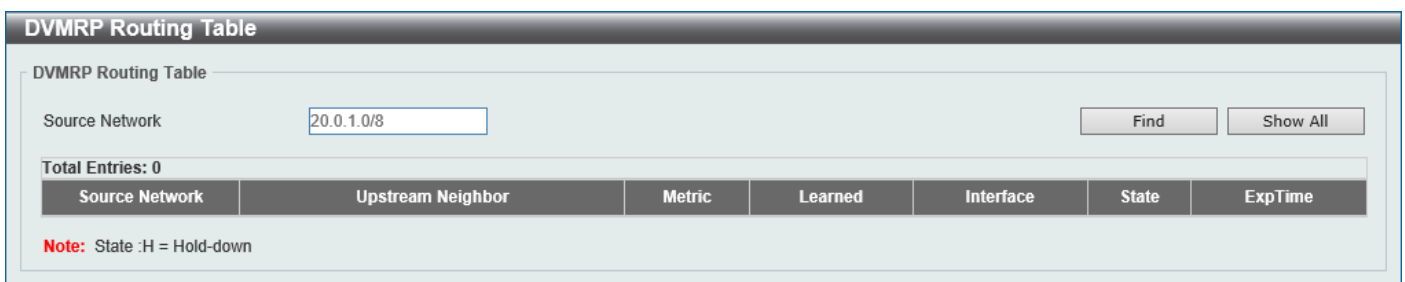 DVMRP Routing Table
DVMRP Routing Table
Source Network 20.0.1.0/8 Find Show All
Total Entries: 0
Source Network Upstream Neighbor Metric Learned Interface State ExpTime
Note: State :H = Hold-down